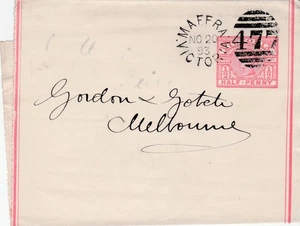 MAFFRA
NO 20
93
VICTORIA
47
HALF-PENNY
Gordon & Gotch
Melbourne